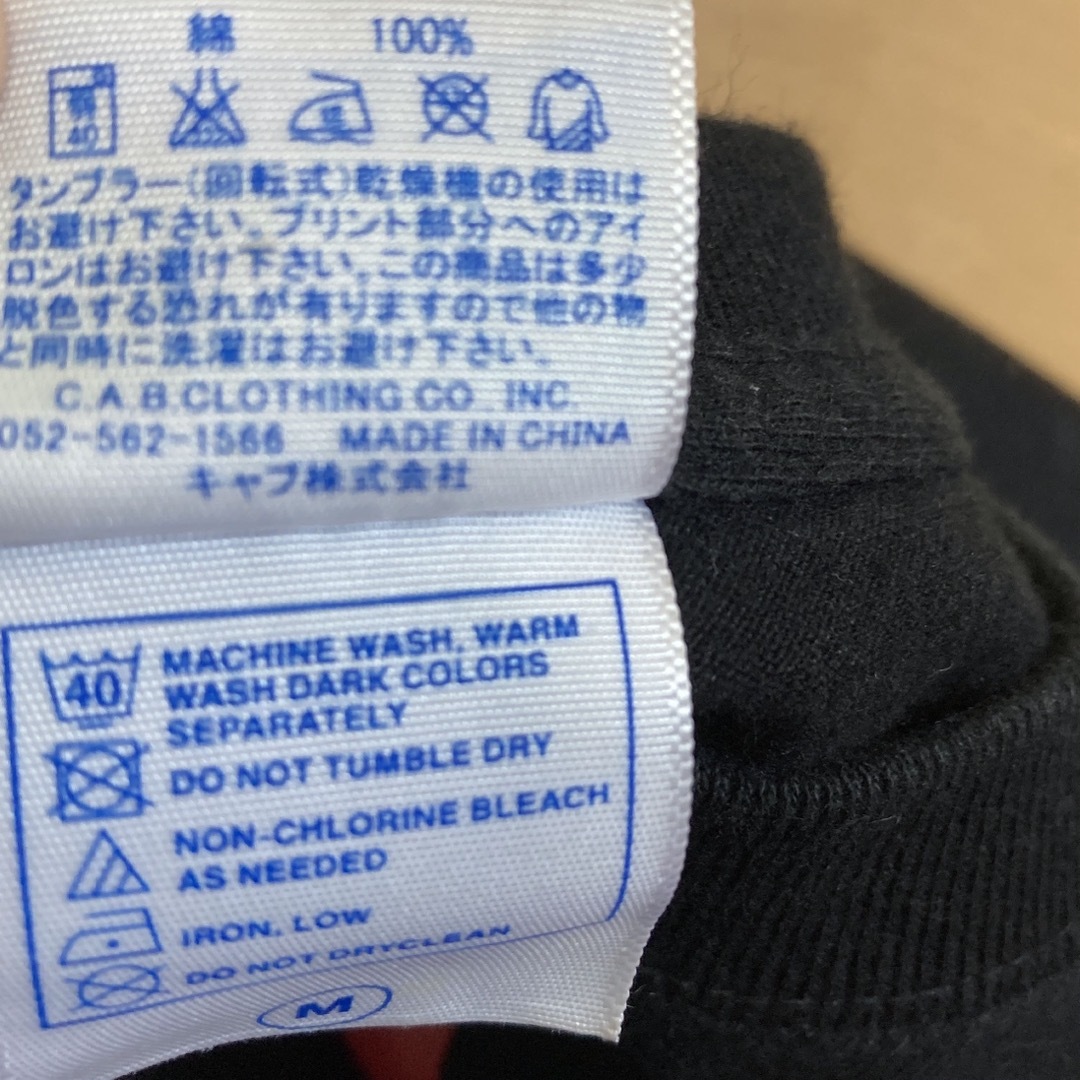 綿 100%
40
タンブラー(回転式)乾燥機の使用は
お避け下さい。プリント部分へのアイ
ロンはお避け下さい。この商品は多少
脱色する恐れが有りますので他の物
と同時に洗濯はお避け下さい。
C.A.B.CLOTHING CO., INC.
052-562-1566 MADE IN CHINA
キャブ株式会社
40 MACHINE WASH, WARM
WASH DARK COLORS
SEPARATELY
DO NOT TUMBLE DRY
NON-CHLORINE BLEACH
AS NEEDED
IRON, LOW
DO NOT DRYCLEAN
M